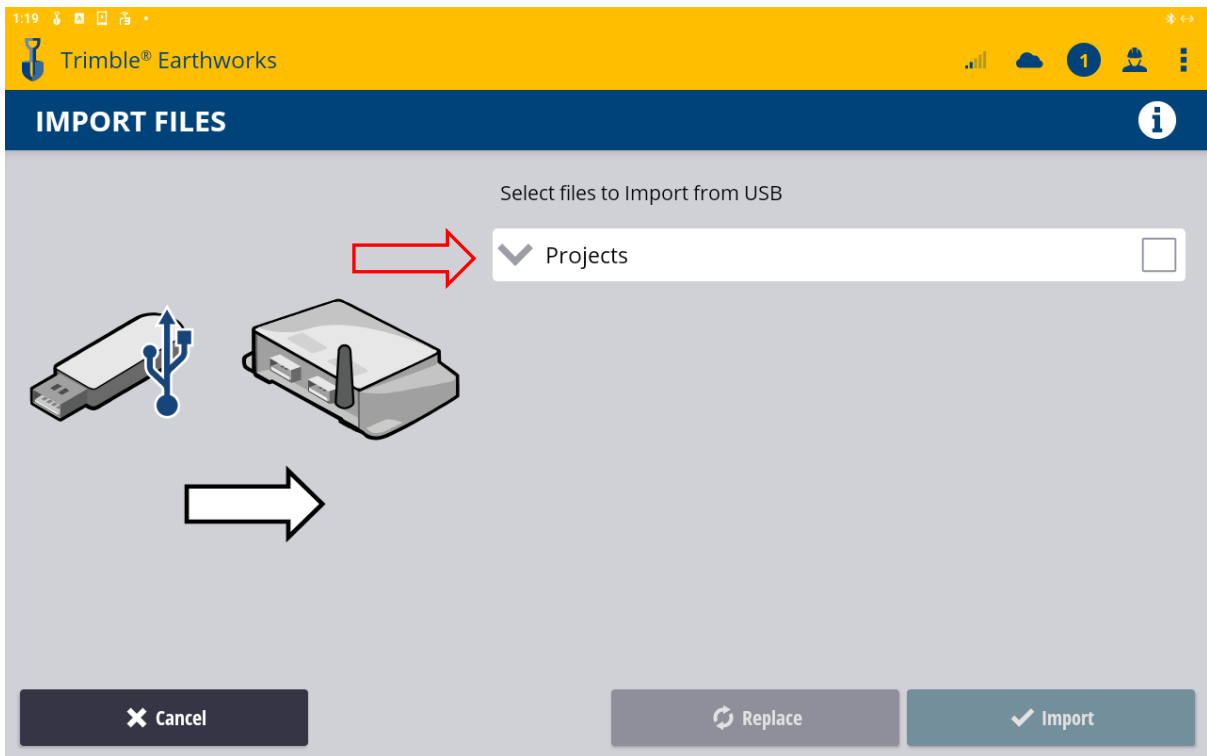 1:19
Trimble® Earthworks
1
IMPORT FILES
Select files to Import from USB
Projects
Cancel
Replace
Import